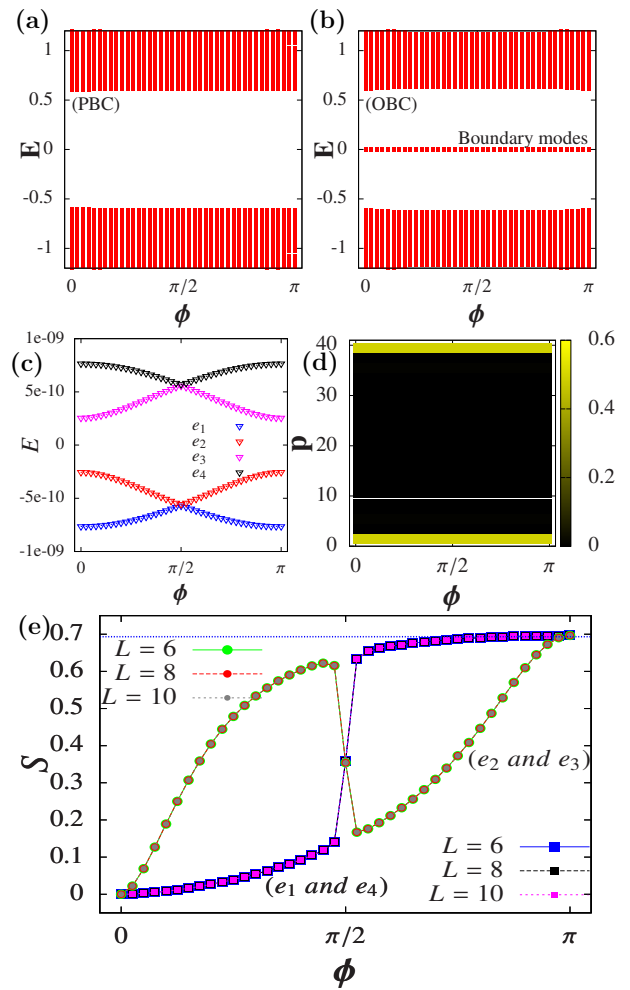 (a)
(b)
1
0.5
0
-0.5
-1
E
(PBC)
0
π/2
π
ϕ
1
0.5
0
-0.5
-1
E
(OBC)
Boundary modes
0
π/2
π
ϕ
(c)
1e-09
5e-10
0
-5e-10
-1e-09
E
e1
e2
e3
e4
0
π/2
π
ϕ
(d)
40
30
20
10
0
p
0
π/2
π
ϕ
0.6
0.4
0.2
0
(e)
0.7
0.6
0.5
0.4
0.3
0.2
0.1
0
S
L = 6
L = 8
L = 10
(e2 and e3)
(e1 and e4)
L = 6
L = 8
L = 10
0
π/2
π
ϕ